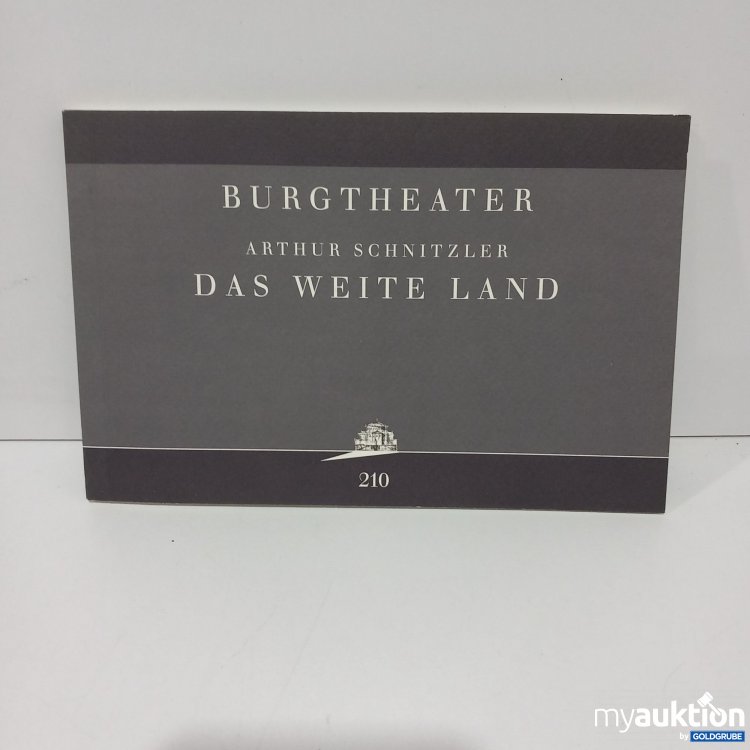 BURGTHEATER
ARTHUR SCHNITZLER
DAS WEITE LAND
210
myauktion
by GOLDGRUBE